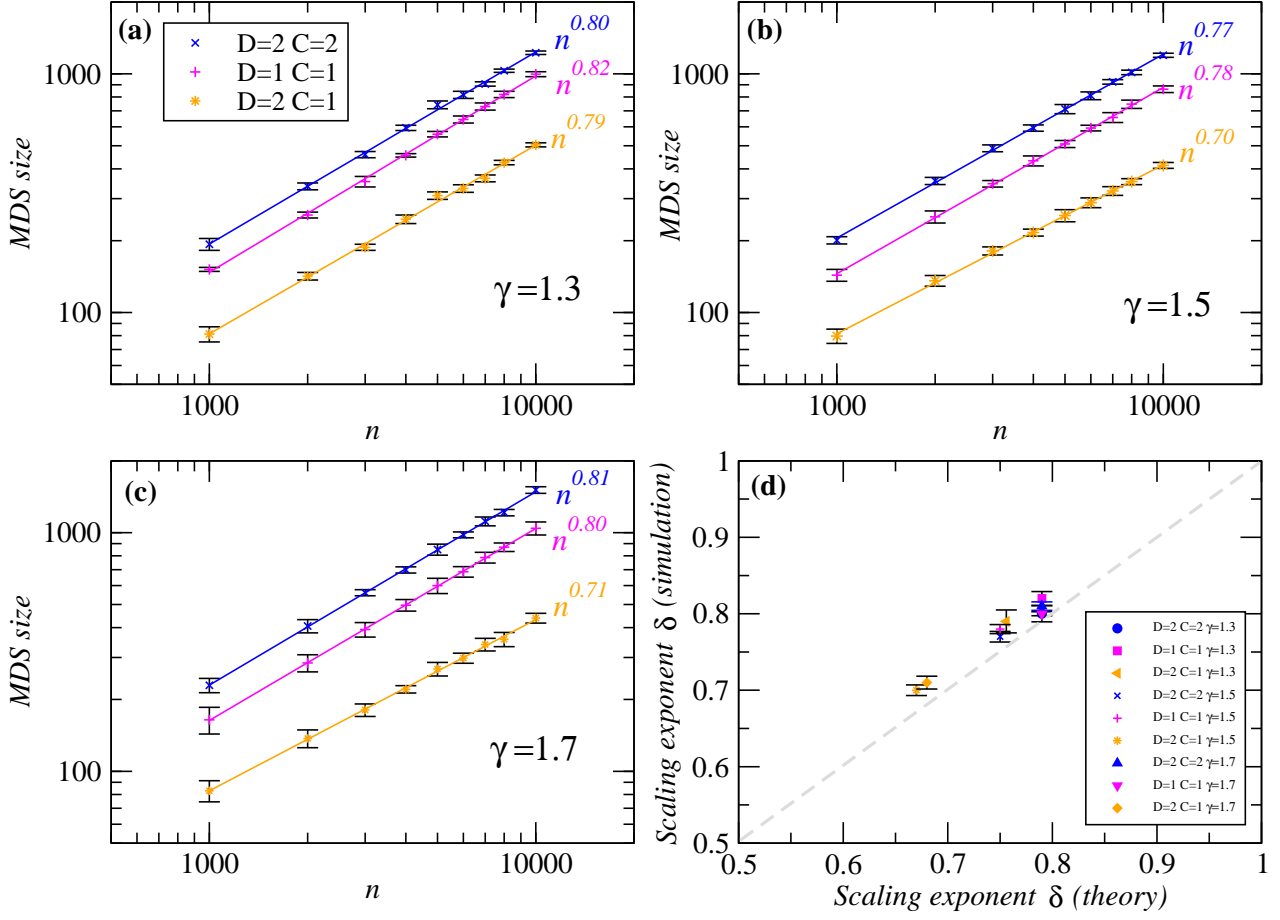 (a)
D=2 C=2
D=1 C=1
D=2 C=1
n^0.80
n^0.82
n^0.79
1000
100
MDS size
γ=1.3
1000
10000
n
(b)
n^0.77
n^0.78
n^0.70
1000
100
MDS size
γ=1.5
1000
10000
n
(c)
n^0.81
n^0.80
n^0.71
1000
100
MDS size
γ=1.7
1000
10000
n
(d)
1
0.9
0.8
0.7
0.6
0.5
Scaling exponent δ (simulation)
D=2 C=2 γ=1.3
D=1 C=1 γ=1.3
D=2 C=1 γ=1.3
D=2 C=2 γ=1.5
D=1 C=1 γ=1.5
D=2 C=1 γ=1.5
D=2 C=2 γ=1.7
D=1 C=1 γ=1.7
D=2 C=1 γ=1.7
0.5
0.6
0.7
0.8
0.9
1
Scaling exponent δ (theory)